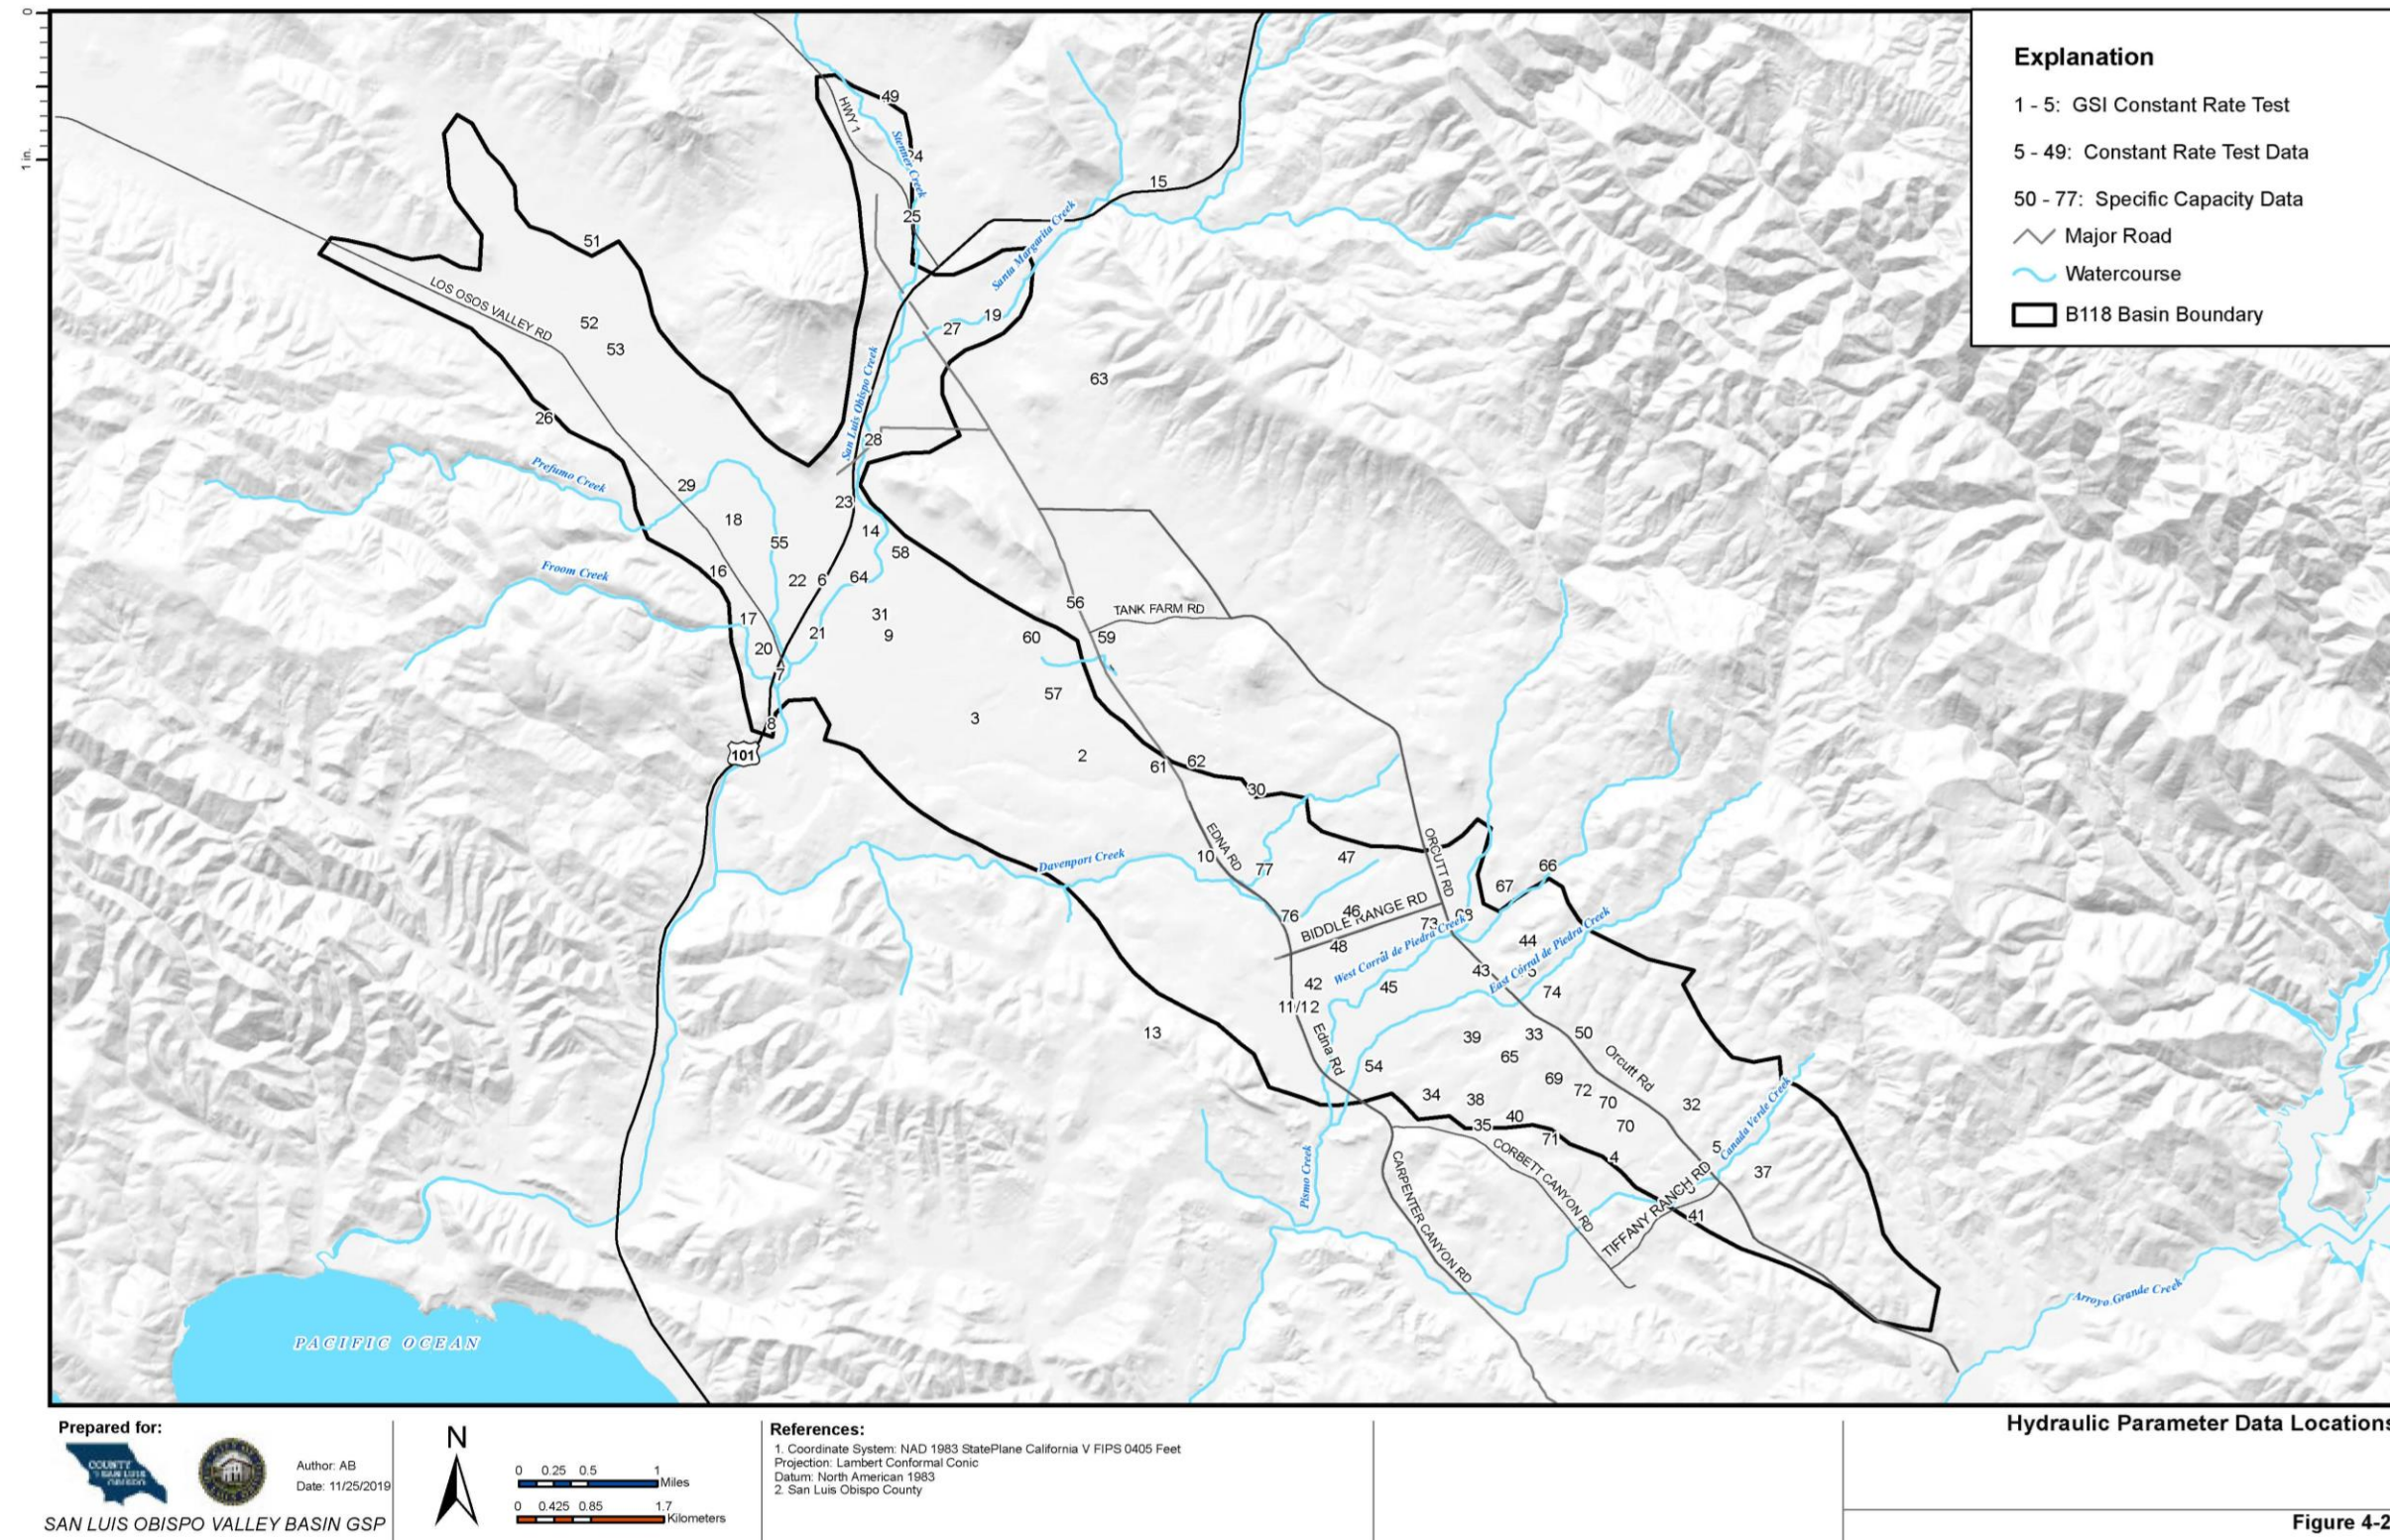 0
1 in.
Explanation
1 - 5: GSI Constant Rate Test
5 - 49: Constant Rate Test Data
50 - 77: Specific Capacity Data
Major Road
Watercourse
B118 Basin Boundary
49
HWY 1
Stenner Creek
15
25
Santa Margarita Creek
51
LOS OSOS VALLEY RD
52
53
19
27
63
San Luis Obispo Creek
26
28
Prefumo Creek
29
23
18
14
55
58
Froom Creek
16
22
6
64
56
TANK FARM RD
17
31
21
9
60
59
20
7
57
3
8
101
2
61
62
30
EDNA RD
ORCUTT RD
10
47
77
Davenport Creek
66
67
76
46
BIDDLE RANGE RD
73
48
West Corral de Piedra Creek
44
East Corral de Piedra Creek
43
42
45
74
11/12
13
Edna Rd
39
33
50
65
Orcutt Rd
54
69
72
70
34
38
32
40
35
70
71
CORBETT CANYON RD
4
5
Canada Verde Creek
37
TIFFANY RANCH RD
41
Pismo Creek
CARPENTER CANYON RD
Arroyo Grande Creek
PACIFIC OCEAN
Prepared for:
COUNTY
SAN LUIS
OBISPO
Author: AB
Date: 11/25/2019
SAN LUIS OBISPO VALLEY BASIN GSP
N
0 0.25 0.5 1
Miles
0 0.425 0.85 1.7
Kilometers
References:
1. Coordinate System: NAD 1983 StatePlane California V FIPS 0405 Feet
Projection: Lambert Conformal Conic
Datum: North American 1983
2. San Luis Obispo County
Hydraulic Parameter Data Locations
Figure 4-2